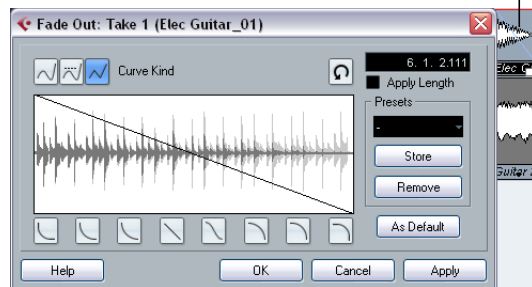 Fade Out: Take 1 (Elec Guitar_01)
Curve Kind
6. 1. 2.111
Apply Length
Presets
-
Store
Remove
As Default
Help
OK
Cancel
Apply
Elec G
Guitar